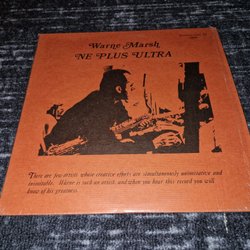 Warne Marsh
NE PLUS ULTRA
There are few artists whose creative efforts are simultaneously authoritative and
inimitable. Warne is such an artist, and when you hear this record you will
know of his greatness.